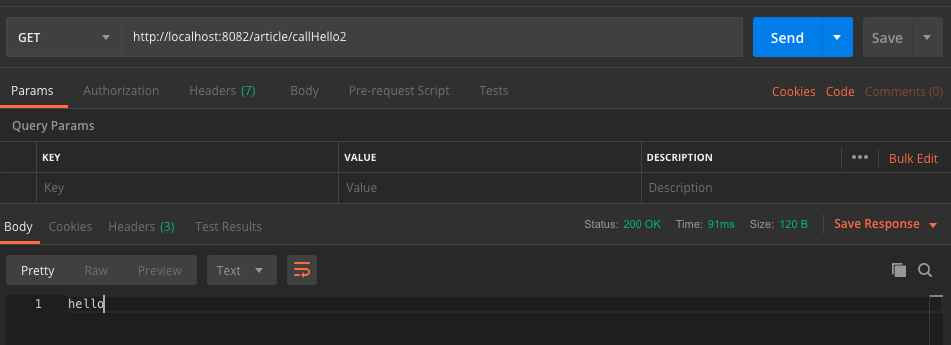 GET http://localhost:8082/article/callHello2 Send Save
Params Authorization Headers (7) Body Pre-request Script Tests Cookies Code Comments (0)
Query Params
KEY VALUE DESCRIPTION ••• Bulk Edit
Key Value Description
Body Cookies Headers (3) Test Results Status: 200 OK Time: 91ms Size: 120 B Save Response
Pretty Raw Preview Text
1 hello